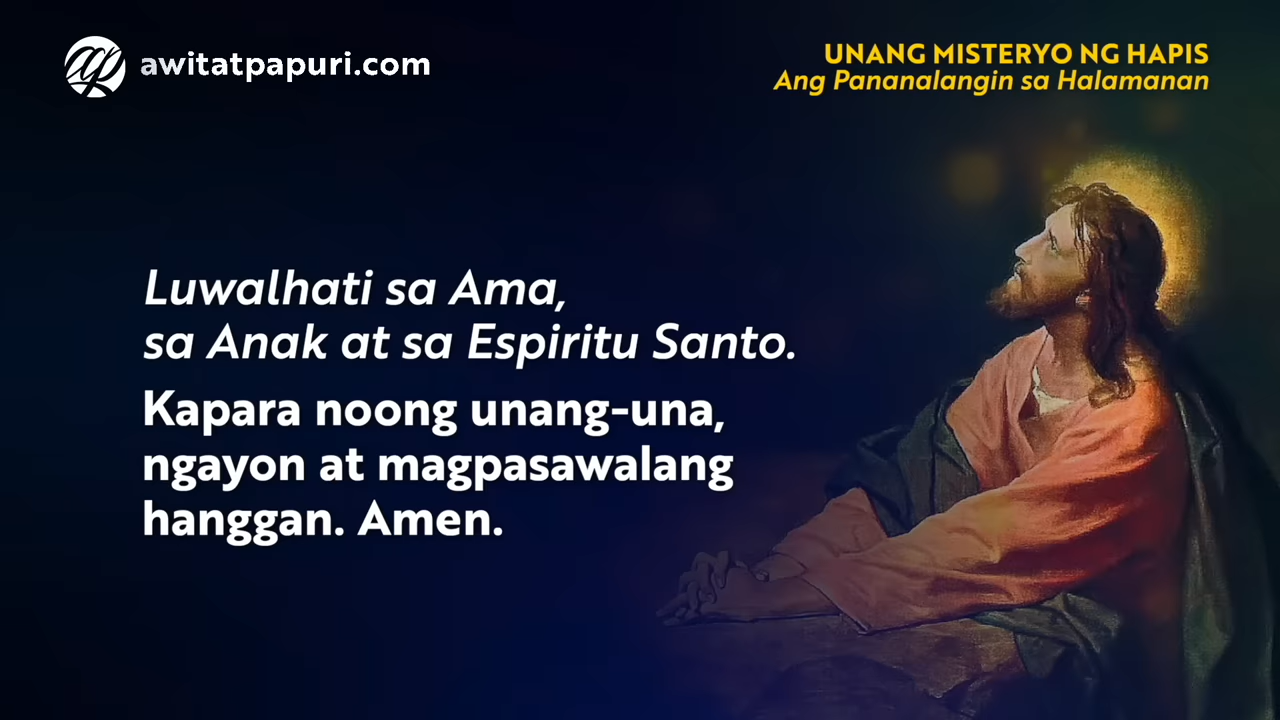 awitatpapuri.com
UNANG MISTERYO NG HAPIS
Ang Pananalangin sa Halamanan
Luwalhati sa Ama,
sa Anak at sa Espiritu Santo.
Kapara noong unang-una,
ngayon at magpasawalang
hanggan. Amen.